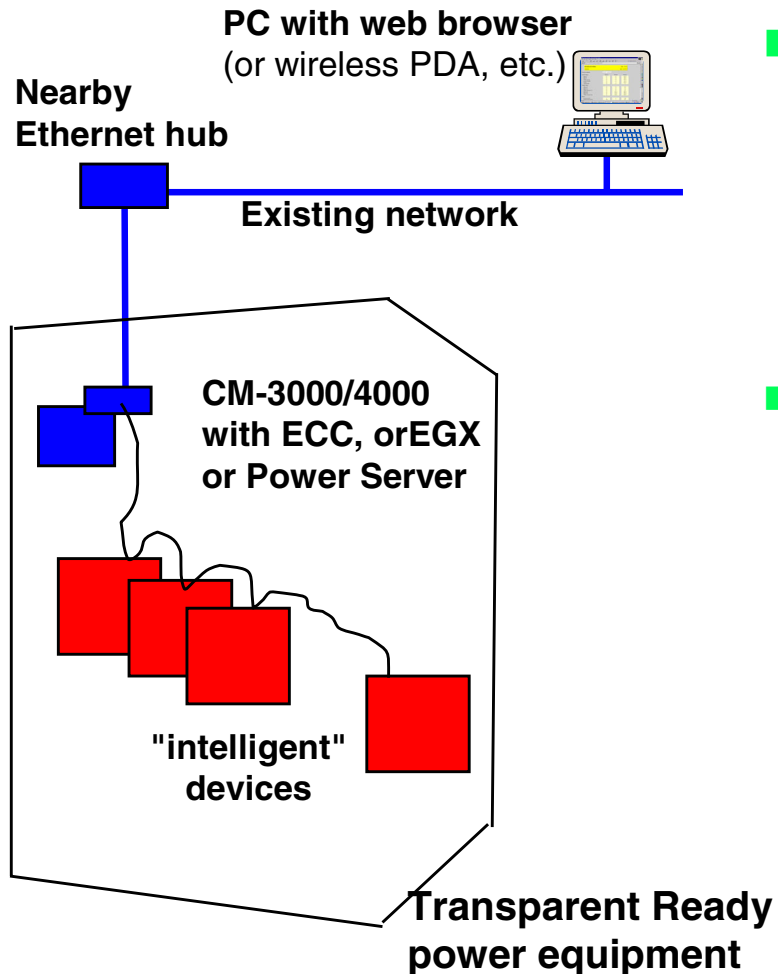 PC with web browser
(or wireless PDA, etc.)
Nearby
Ethernet hub
Existing network
CM-3000/4000
with ECC, orEGX
or Power Server
"intelligent"
devices
Transparent Ready
power equipment